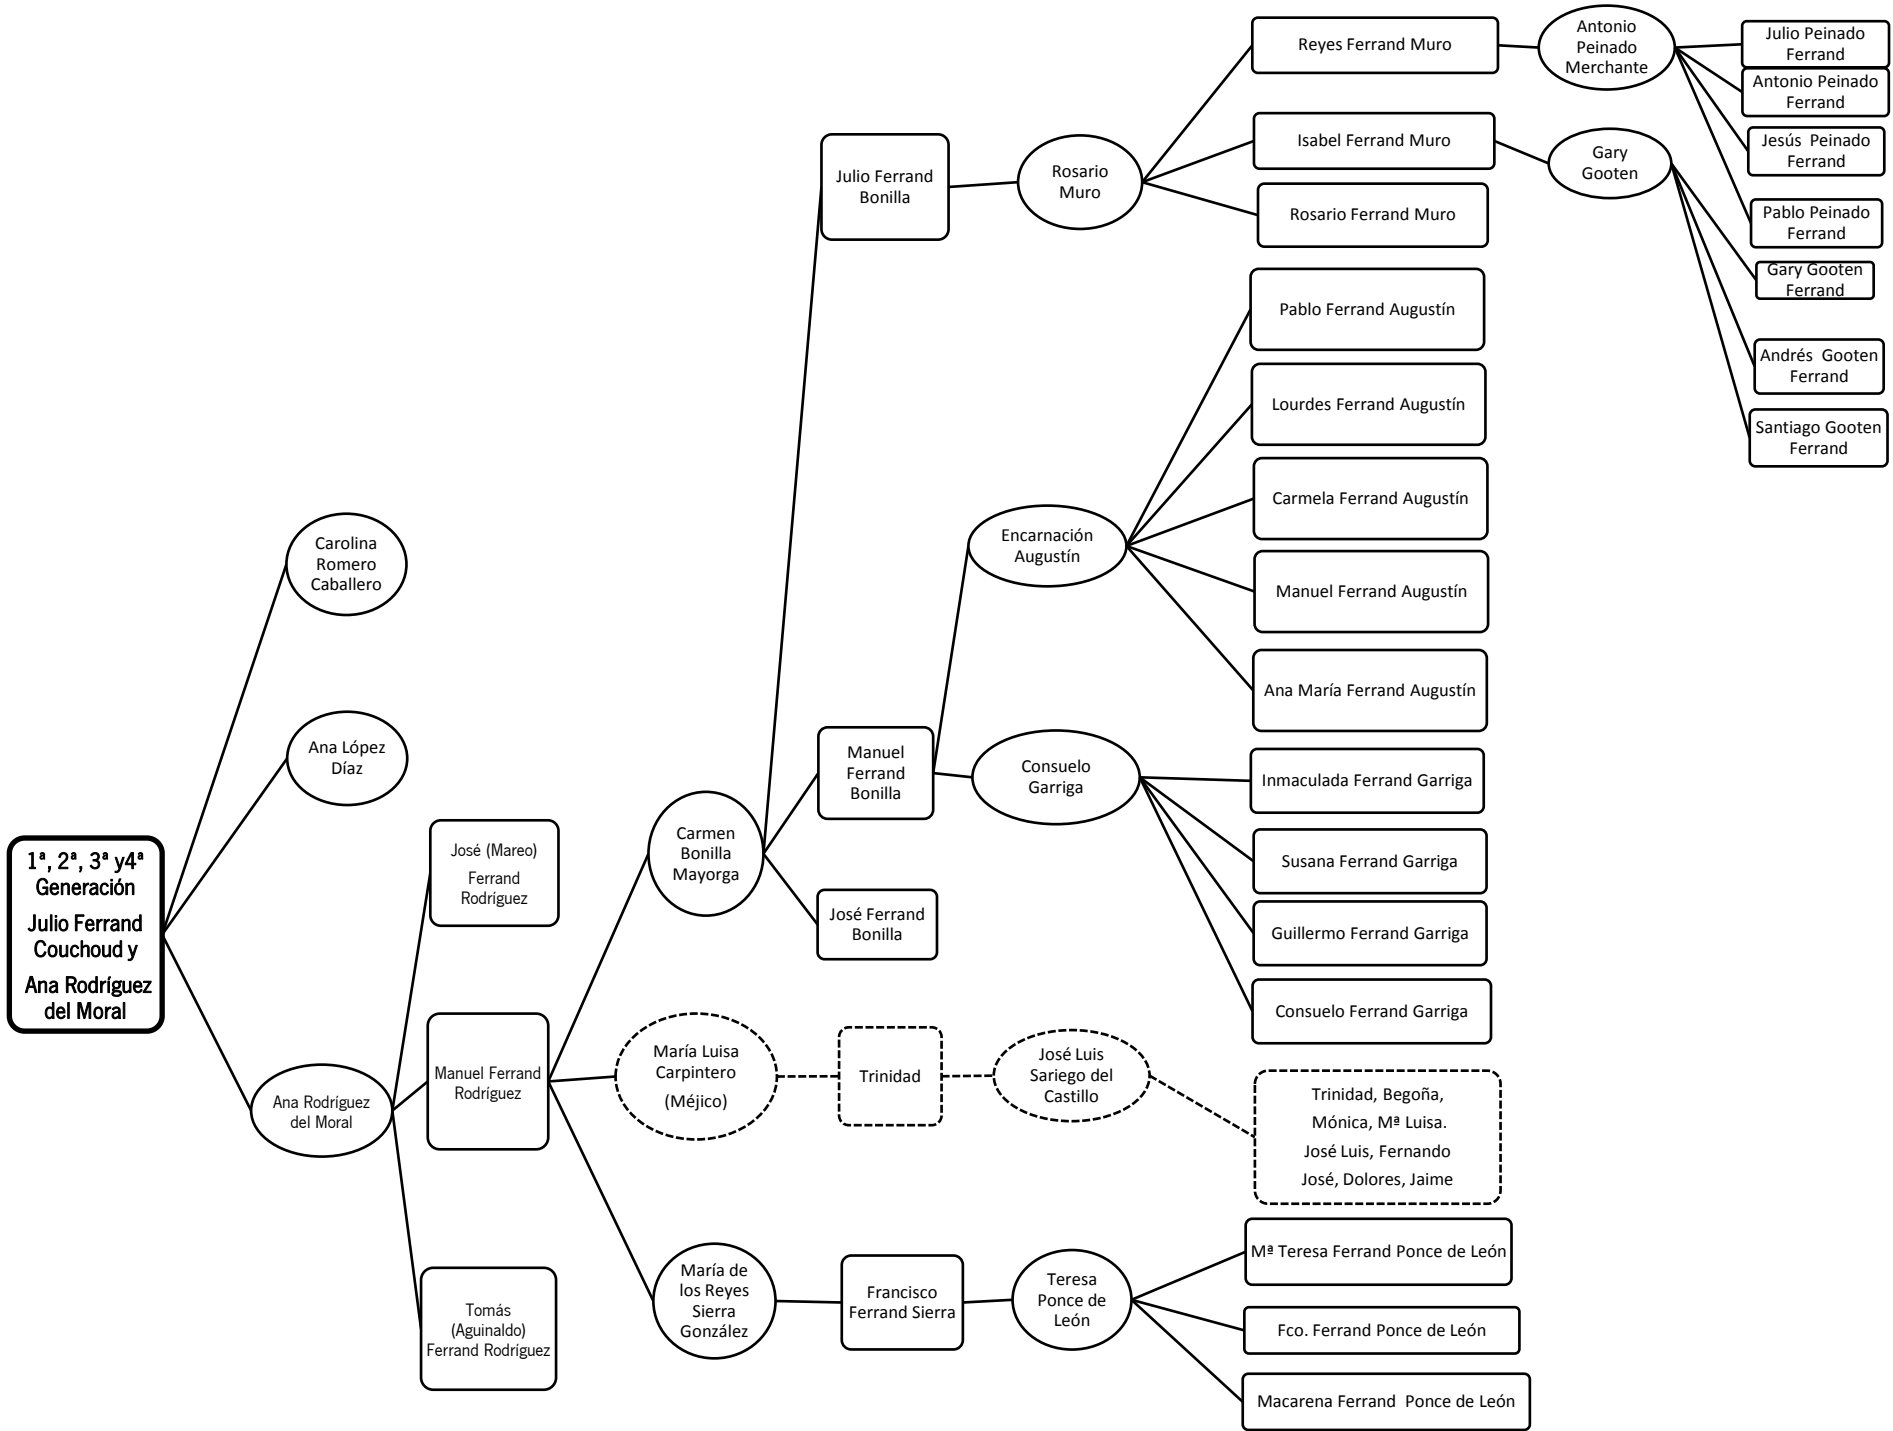 1ª, 2ª, 3ª y4ª
Generación
Julio Ferrand
Couchoud y
Ana Rodríguez
del Moral
Carolina
Romero
Caballero
Ana López
Díaz
Ana Rodríguez
del Moral
José (Mareo)
Ferrand
Rodríguez
Manuel Ferrand
Rodríguez
Tomás
(Aguinaldo)
Ferrand Rodríguez
Carmen
Bonilla
Mayorga
María Luisa
Carpintero
(Méjico)
María de
los Reyes
Sierra
González
Julio Ferrand
Bonilla
Manuel
Ferrand
Bonilla
José Ferrand
Bonilla
Trinidad
Francisco
Ferrand Sierra
Rosario
Muro
Encarnación
Augustín
Consuelo
Garriga
José Luis
Sariego del
Castillo
Teresa
Ponce de
León
Reyes Ferrand Muro
Isabel Ferrand Muro
Rosario Ferrand Muro
Pablo Ferrand Augustín
Lourdes Ferrand Augustín
Carmela Ferrand Augustín
Manuel Ferrand Augustín
Ana María Ferrand Augustín
Inmaculada Ferrand Garriga
Susana Ferrand Garriga
Guillermo Ferrand Garriga
Consuelo Ferrand Garriga
Trinidad, Begoña,
Mónica, Mª Luisa.
José Luis, Fernando
José, Dolores, Jaime
Mª Teresa Ferrand Ponce de León
Fco. Ferrand Ponce de León
Macarena Ferrand  Ponce de León
Antonio
Peinado
Merchante
Gary
Gooten
Julio Peinado
Ferrand
Antonio Peinado
Ferrand
Jesús  Peinado
Ferrand
Pablo Peinado
Ferrand
Gary Gooten
Ferrand
Andrés  Gooten
Ferrand
Santiago Gooten
Ferrand